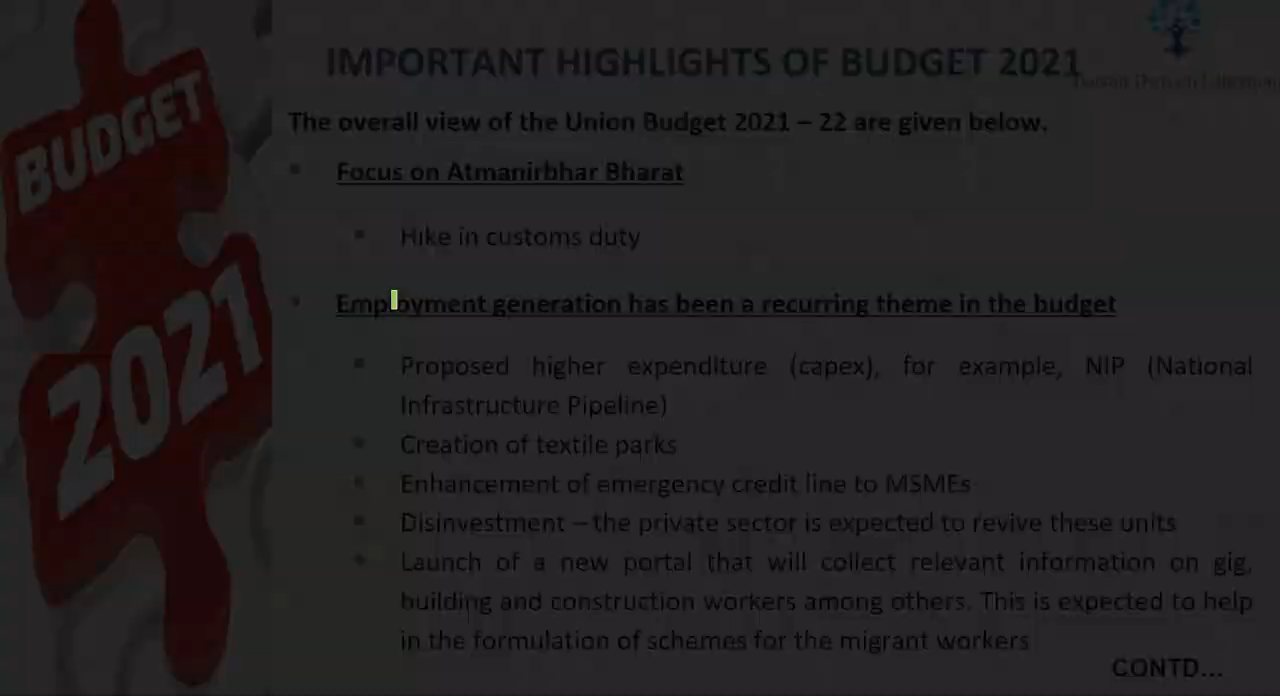 BUDGET
2021
IMPORTANT HIGHLIGHTS OF BUDGET 2021
The overall view of the Union Budget 2021 – 22 are given below.
Focus on Atmanirbhar Bharat
Hike in customs duty
Employment generation has been a recurring theme in the budget
Proposed higher expenditure (capex), for example, NIP (National
Infrastructure Pipeline)
Creation of textile parks
Enhancement of emergency credit line to MSMEs
Disinvestment – the private sector is expected to revive these units
Launch of a new portal that will collect relevant information on gig,
building and construction workers among others. This is expected to help
in the formulation of schemes for the migrant workers
CONTD...